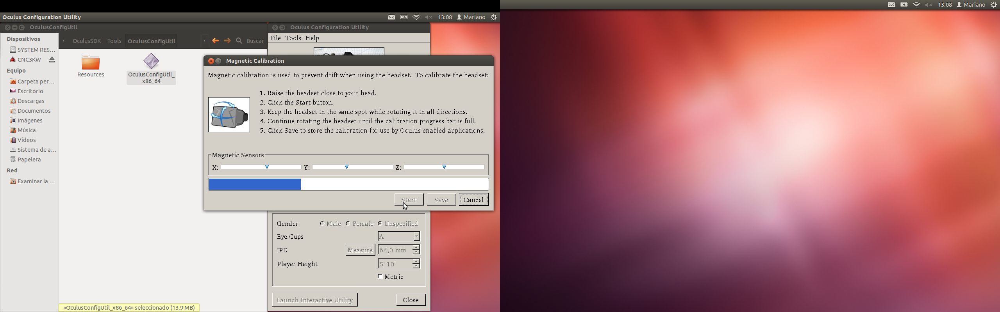 Oculus Configuration Utility
13:08 Mariano
13:08 Mariano
OculusConfigUtil
Dispositivos
SYSTEM RES...
CNC3KW
Equipo
Carpeta per...
Escritorio
Descargas
Documentos
Imágenes
Música
Vídeos
Sistema de a...
Papelera
Red
Examinar la ...
OculusSDK Tools OculusConfigUtil Buscar
Resources
OculusConfigUtil_
x86_64
«OculusConfigUtil_x86_64» seleccionado (13,9 MB)
Oculus Configuration Utility
File Tools Help
Magnetic Calibration
Magnetic calibration is used to prevent drift when using the headset. To calibrate the headset:
1. Raise the headset close to your head.
2. Click the Start button.
3. Keep the headset in the same spot while rotating it in all directions.
4. Continue rotating the headset until the calibration progress bar is full.
5. Click Save to store the calibration for use by Oculus enabled applications.
Magnetic Sensors
X: Y: Z:
Start Save Cancel
Gender Male Female Unspecified
Eye Cups A
IPD Measure 64,0 mm
Player Height 5' 10"
Metric
Launch Interactive Utility Close